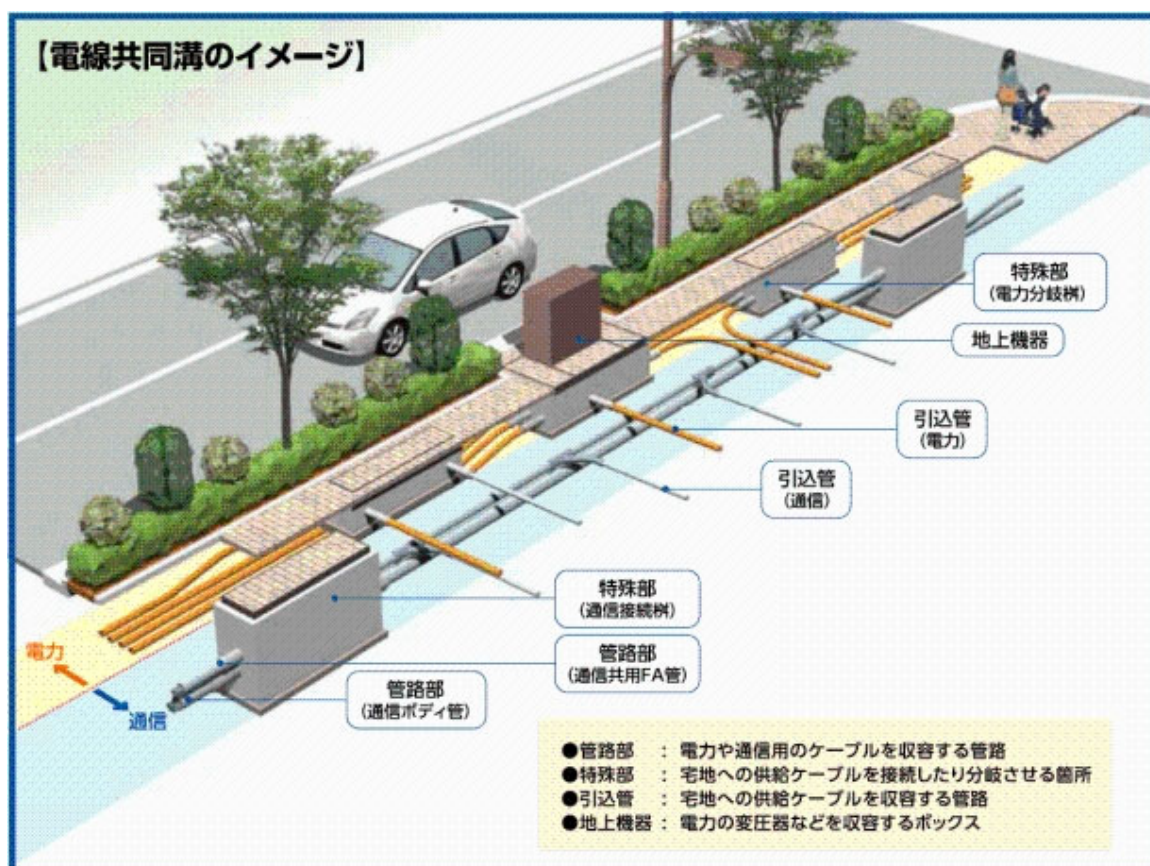 【電線共同溝のイメージ】
特殊部
(電力分岐桝)
地上機器
引込管
(電力)
引込管
(通信)
特殊部
(通信接続桝)
管路部
(通信共用FA管)
管路部
(通信ボディ管)
電力
通信
●管路部 : 電力や通信用のケーブルを収容する管路
●特殊部 : 宅地への供給ケーブルを接続したり分岐させる箇所
●引込管 : 宅地への供給ケーブルを収容する管路
●地上機器 : 電力の変圧器などを収容するボックス